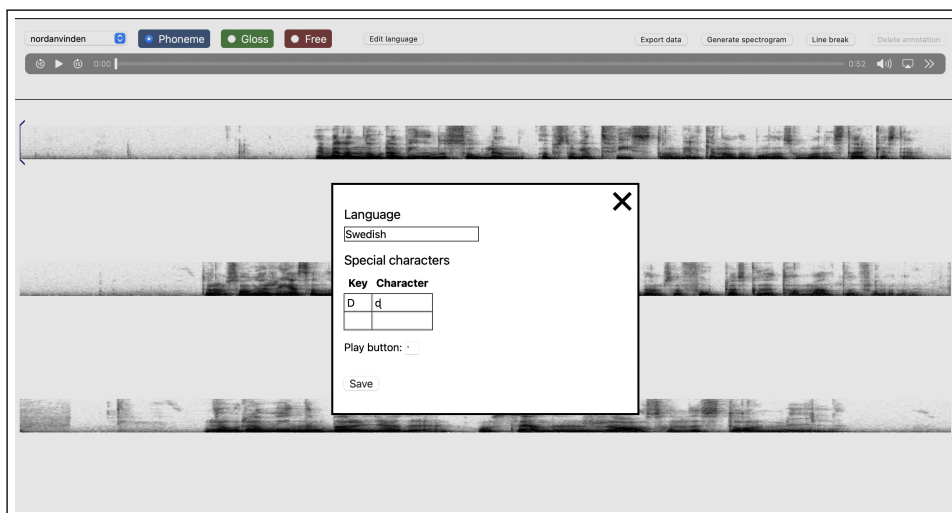 nordanvinden Phoneme Gloss Free Edit language Export data Generate spectrogram Line break Delete annotation
0:00 0:52
Language
Swedish
Special characters
Key Character
D ɖ
Play button:
Save